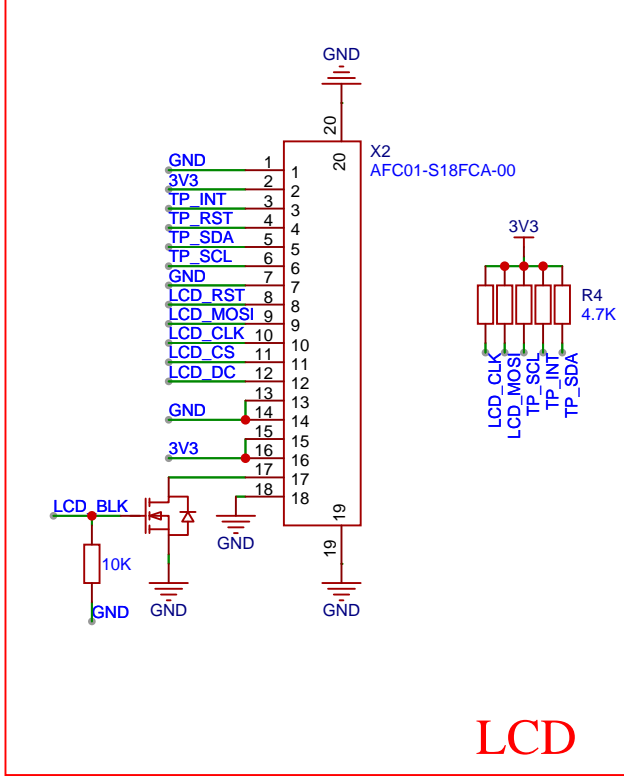 GND
20
20
X2
AFC01-S18FCA-00
GND 1 1
3V3 2 2
TP_INT 3 3
TP_RST 4 4
TP_SDA 5 5
TP_SCL 6 6
GND 7 7
LCD_RST 8 8
LCD_MOSI 9 9
LCD_CLK 10 10
LCD_CS 11 11
LCD_DC 12 12
13 13
GND 14 14
15 15
3V3 16 16
17 17
18 18
19
19
GND
LCD_BLK
10K
GND
GND
GND
3V3
R4
4.7K
LCD_CLK
LCD_MOSI
TP_SCL
TP_INT
TP_SDA
LCD